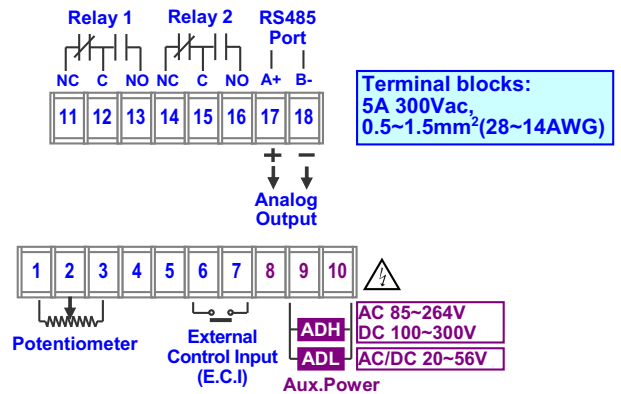 Relay 1 Relay 2 RS485
Port
NC C NO NC C NO A+ B-
11 12 13 14 15 16 17 18
+ −
Analog
Output
Terminal blocks:
5A 300Vac,
0.5~1.5mm²(28~14AWG)
1 2 3 4 5 6 7 8 9 10
Potentiometer
External
Control Input
(E.C.I)
ADH
AC 85~264V
DC 100~300V
ADL
AC/DC 20~56V
Aux.Power